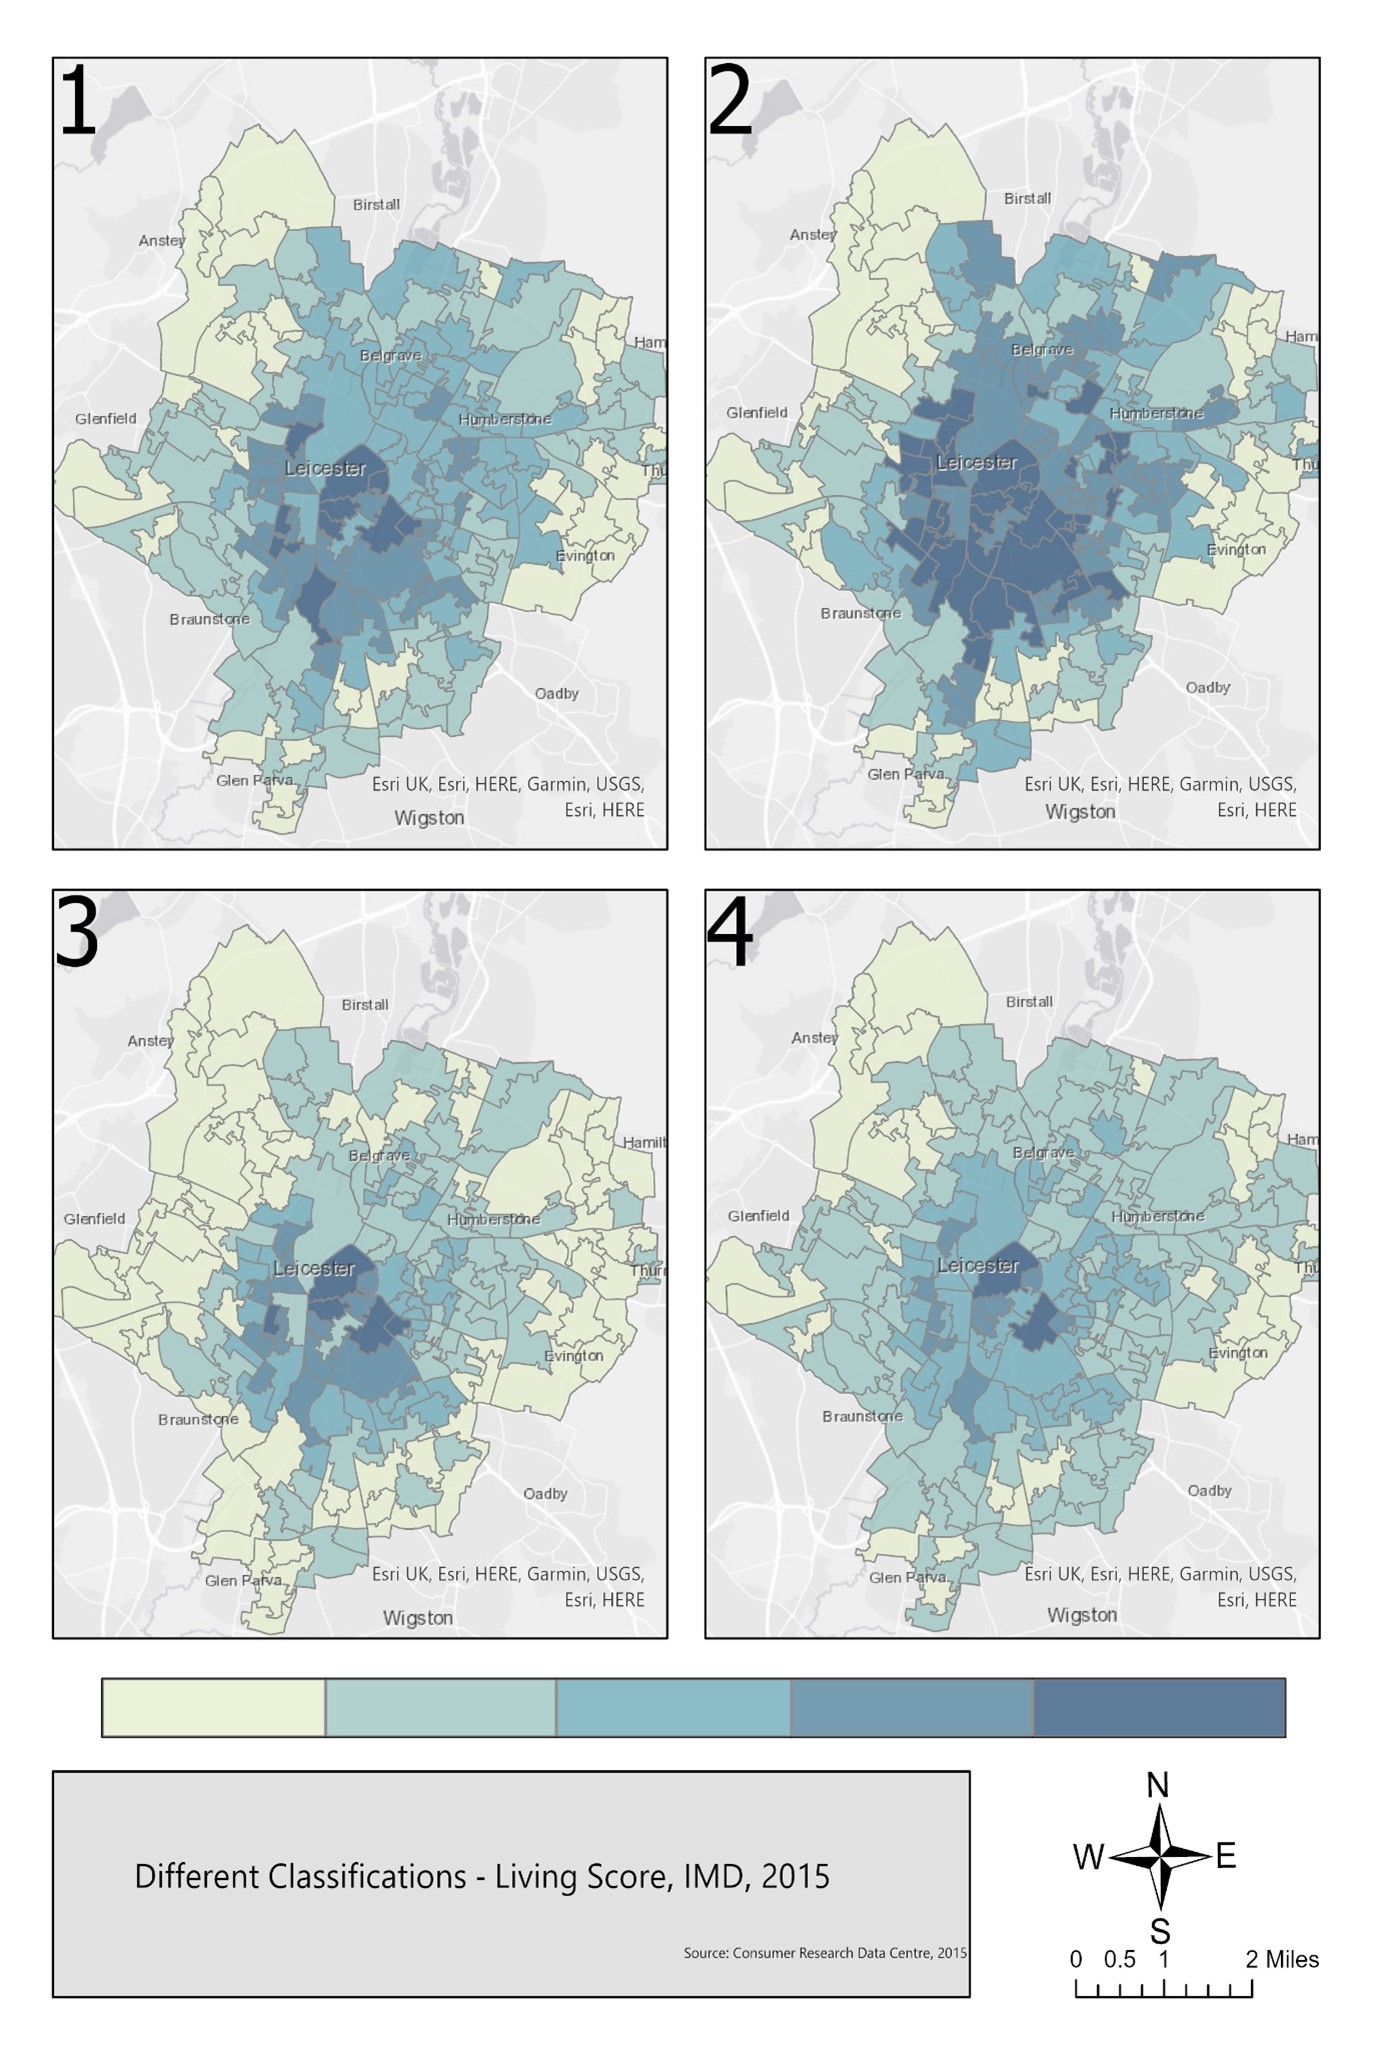 1
Birstall
Anstey
Ham
Belgrave
Glenfield
Humberstone
Leicester
Thu
Evington
Braunstone
Oadby
Glen Parva
Esri UK, Esri, HERE, Garmin, USGS,
Esri, HERE
Wigston
2
Birstall
Anstey
Ham
Belgrave
Glenfield
Humberstone
Leicester
Thu
Evington
Braunstone
Oadby
Glen Parva
Esri UK, Esri, HERE, Garmin, USGS,
Esri, HERE
Wigston
3
Birstall
Anstey
Hamilt
Belgrave
Glenfield
Humberstone
Leicester
Thurn
Evington
Braunstone
Oadby
Glen Parva
Esri UK, Esri, HERE, Garmin, USGS,
Esri, HERE
Wigston
4
Birstall
Anstey
Ham
Belgrave
Glenfield
Humberstone
Leicester
Thu
Evington
Braunstone
Oadby
Glen Parva
Esri UK, Esri, HERE, Garmin, USGS,
Esri, HERE
Wigston
Different Classifications - Living Score, IMD, 2015
Source: Consumer Research Data Centre, 2015
N
W E
S
0 0.5 1 2 Miles